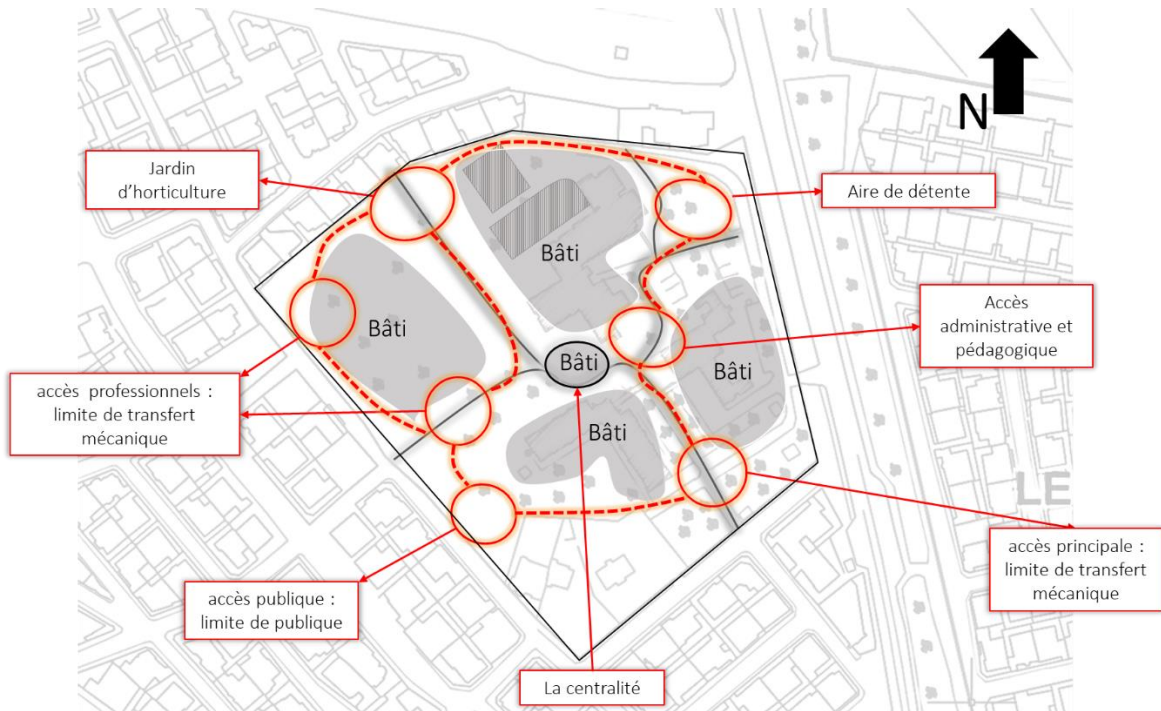 N
Jardin
d'horticulture
Aire de détente
Bâti
Accès
administrative et
pédagogique
Bâti
Bâti
Bâti
accès professionnels :
limite de transfert
mécanique
Bâti
LE
accès principale :
limite de transfert
mécanique
accès publique :
limite de publique
La centralité